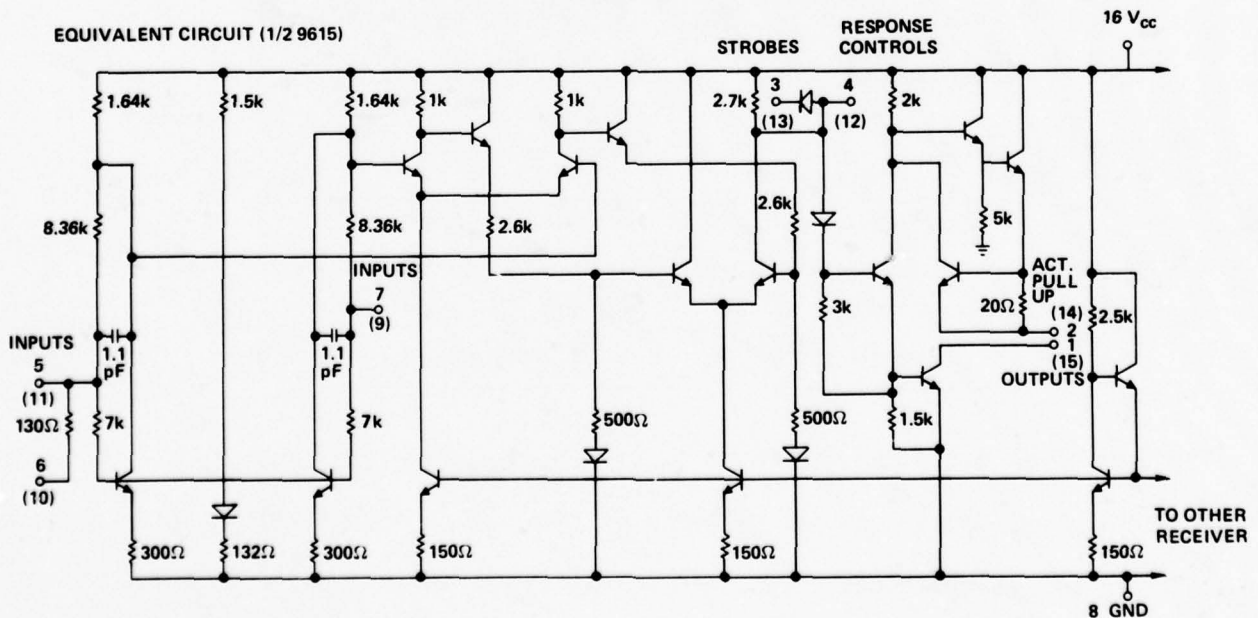 EQUIVALENT CIRCUIT (1/2 9615)
STROBES
RESPONSE
CONTROLS
16 Vcc
1.64k
1.5k
1.64k
1k
1k
2.7k
3
(13)
4
(12)
2k
8.36k
8.36k
2.6k
2.6k
5k
INPUTS
7
(9)
ACT.
PULL
UP
20Ω
(14)
2
1
(15)
OUTPUTS
2.5k
3k
INPUTS
5
(11)
1.1
pF
1.1
pF
130Ω
7k
7k
500Ω
500Ω
1.5k
6
(10)
TO OTHER
RECEIVER
300Ω
132Ω
300Ω
150Ω
150Ω
150Ω
8 GND